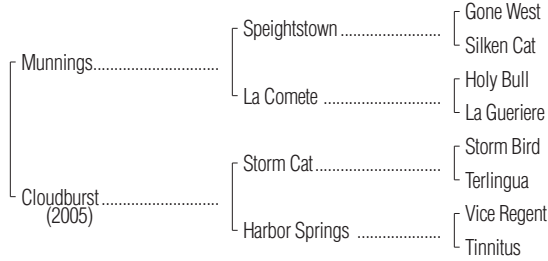 Gone West
Speightstown ......................
Silken Cat
Munnings.............................
Holy Bull
La Comete ..........................
La Gueriere
Storm Bird
Storm Cat............................
Terlingua
Cloudburst ...........................
(2005)
Vice Regent
Harbor Springs ..................
Tinnitus